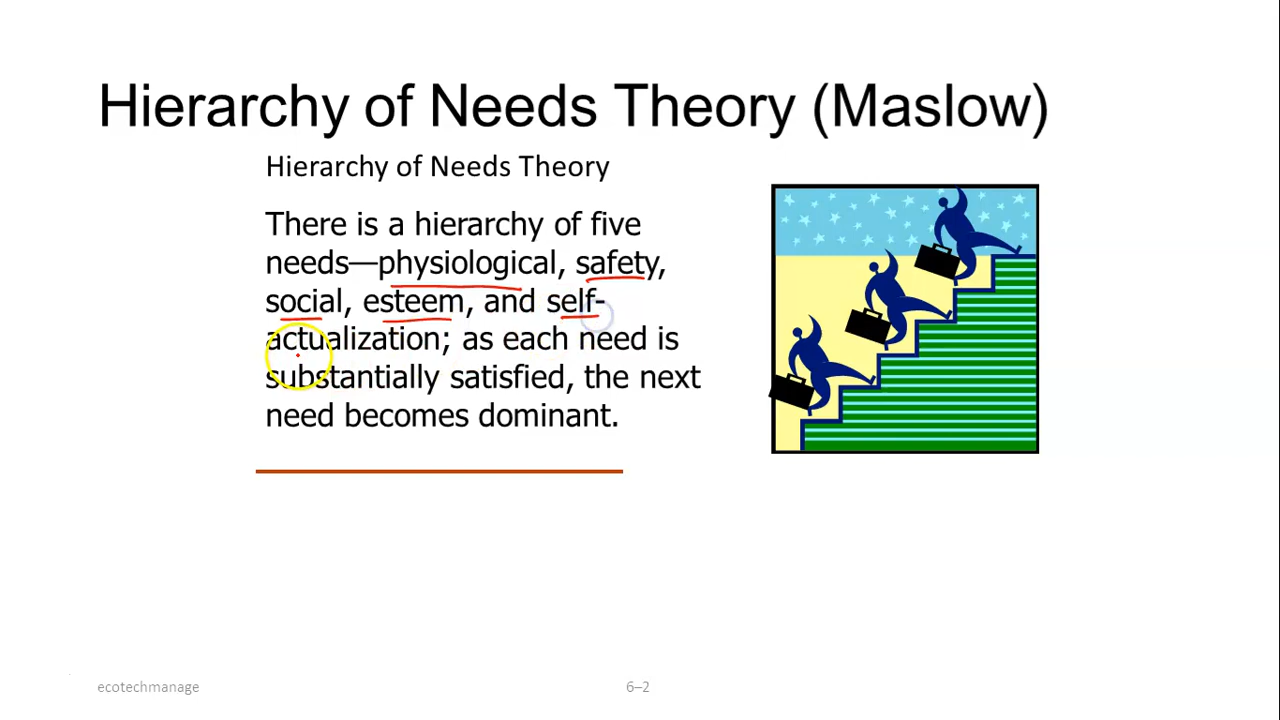 Hierarchy of Needs Theory (Maslow)
Hierarchy of Needs Theory
There is a hierarchy of five
needs—physiological, safety,
social, esteem, and self-
actualization; as each need is
substantially satisfied, the next
need becomes dominant.
ecotechmanage
6–2